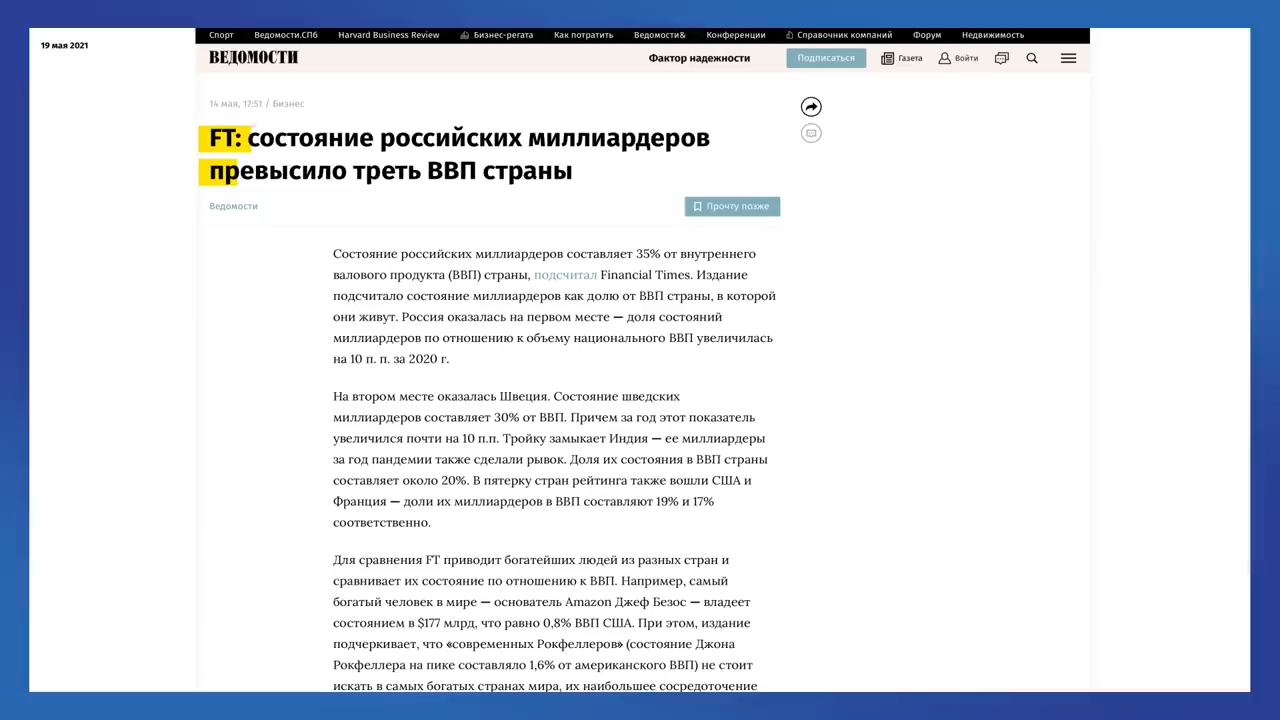 19 мая 2021
Спорт Ведомости.СПб Harvard Business Review Бизнес-регата Как потратить Ведомости& Конференции Справочник компаний Форум Недвижимость
ВЕДОМОСТИ Фактор надежности Подписаться Газета Войти
14 мая, 17:51 / Бизнес
FT: состояние российских миллиардеров
превысило треть ВВП страны
Ведомости Прочту позже
Состояние российских миллиардеров составляет 35% от внутреннего
валового продукта (ВВП) страны, подсчитал Financial Times. Издание
подсчитало состояние миллиардеров как долю от ВВП страны, в которой
они живут. Россия оказалась на первом месте — доля состояний
миллиардеров по отношению к объему национального ВВП увеличилась
на 10 п. п. за 2020 г.
На втором месте оказалась Швеция. Состояние шведских
миллиардеров составляет 30% от ВВП. Причем за год этот показатель
увеличился почти на 10 п.п. Тройку замыкает Индия — ее миллиардеры
за год пандемии также сделали рывок. Доля их состояния в ВВП страны
составляет около 20%. В пятерку стран рейтинга также вошли США и
Франция — доли их миллиардеров в ВВП составляют 19% и 17%
соответственно.
Для сравнения FT приводит богатейших людей из разных стран и
сравнивает их состояние по отношению к ВВП. Например, самый
богатый человек в мире — основатель Amazon Джеф Безос — владеет
состоянием в $177 млрд, что равно 0,8% ВВП США. При этом, издание
подчеркивает, что «современных Рокфеллеров» (состояние Джона
Рокфеллера на пике составляло 1,6% от американского ВВП) не стоит
искать в самых богатых странах мира, их наибольшее сосредоточение